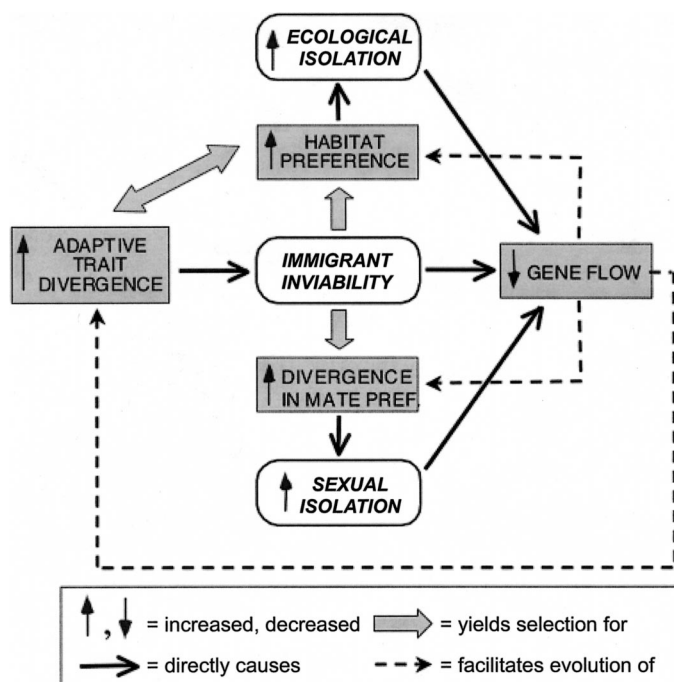 ECOLOGICAL
ISOLATION
HABITAT
PREFERENCE
ADAPTIVE
TRAIT
DIVERGENCE
IMMIGRANT
INVIABILITY
GENE FLOW
DIVERGENCE
IN MATE PREF.
SEXUAL
ISOLATION
, = increased, decreased
= yields selection for
= directly causes
= facilitates evolution of